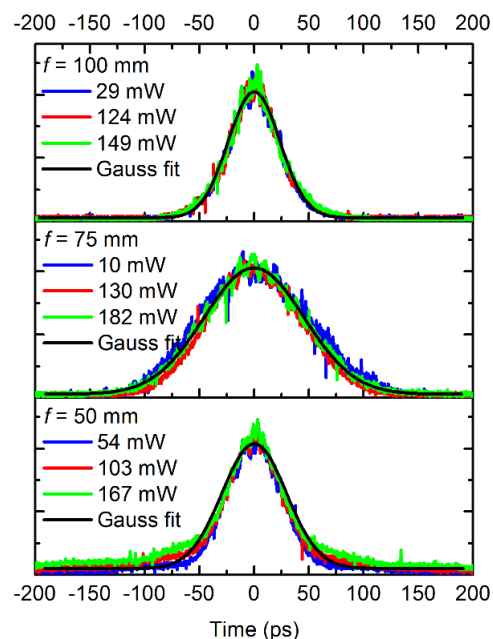 -200 -150 -100 -50 0 50 100 150 200
f = 100 mm
29 mW
124 mW
149 mW
Gauss fit
f = 75 mm
10 mW
130 mW
182 mW
Gauss fit
f = 50 mm
54 mW
103 mW
167 mW
Gauss fit
-200 -150 -100 -50 0 50 100 150 200
Time (ps)